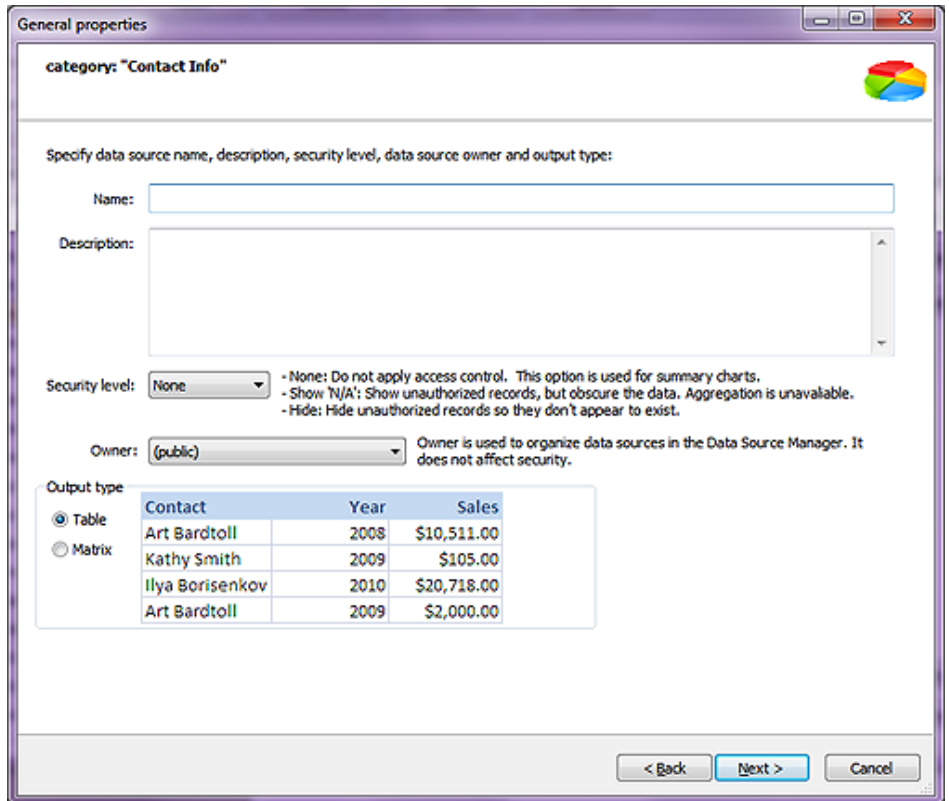 General properties
category: "Contact Info"
Specify data source name, description, security level, data source owner and output type:
Name:
Description:
Security level:
None
- None: Do not apply access control. This option is used for summary charts.
- Show 'N/A': Show unauthorized records, but obscure the data. Aggregation is unavaliable.
- Hide: Hide unauthorized records so they don't appear to exist.
Owner:
(public)
Owner is used to organize data sources in the Data Source Manager. It
does not affect security.
Output type
Table
Matrix
Contact Year Sales
Art Bardtoll 2008 $10,511.00
Kathy Smith 2009 $105.00
Ilya Borisenkov 2010 $20,718.00
Art Bardtoll 2009 $2,000.00
< Back Next > Cancel